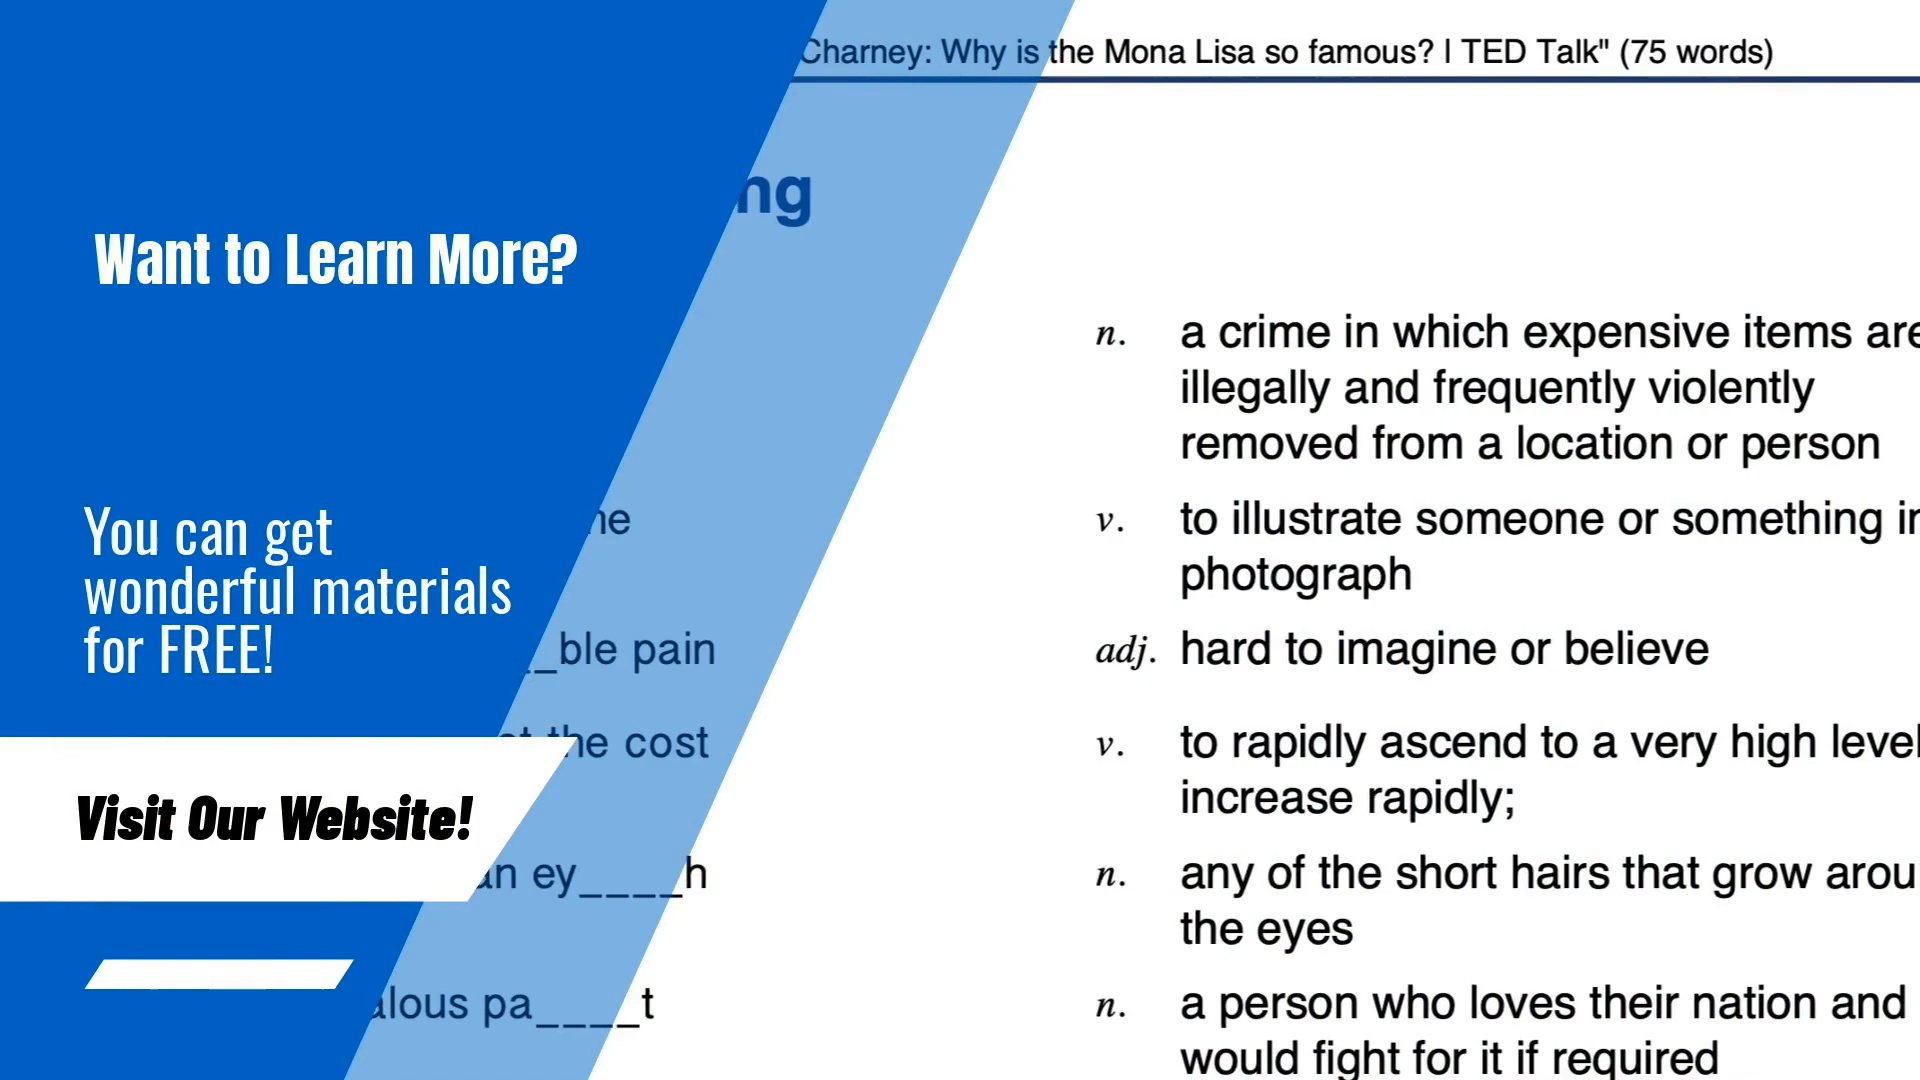 Charney: Why is the Mona Lisa so famous? | TED Talk" (75 words)
Want to Learn More?
You can get
wonderful materials
for FREE!
Visit Our Website!
ng
n. a crime in which expensive items are
illegally and frequently violently
removed from a location or person
ne v. to illustrate someone or something in
photograph
_ble pain adj. hard to imagine or believe
the cost v. to rapidly ascend to a very high level
increase rapidly;
an ey____h n. any of the short hairs that grow arou
the eyes
alous pa____t n. a person who loves their nation and
would fight for it if required